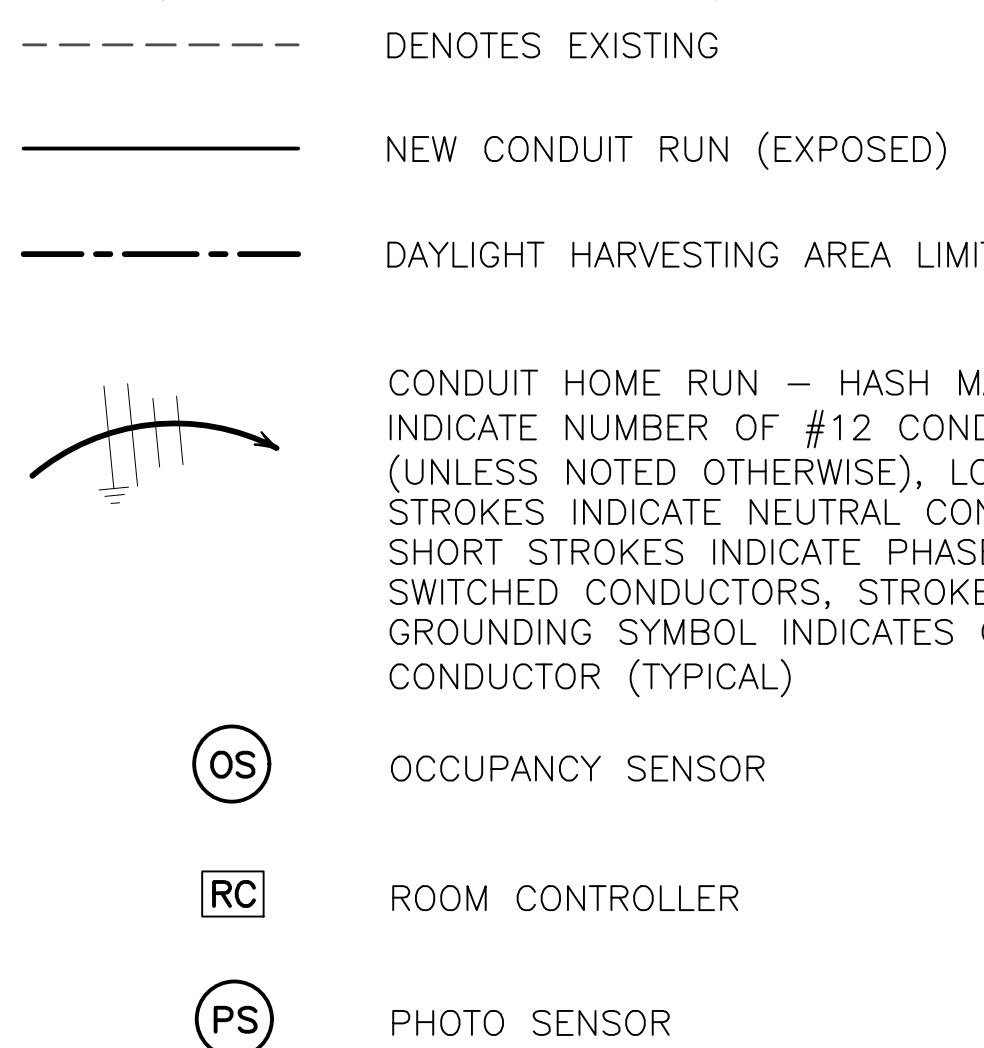 DENOTES EXISTING
NEW CONDUIT RUN (EXPOSED)
DAYLIGHT HARVESTING AREA
CONDUIT HOME RUN – HASH
INDICATE NUMBER OF #12
(UNLESS NOTED OTHERWISE),
STROKES INDICATE NEUTRAL
SHORT STROKES INDICATE
SWITCHED CONDUCTORS,
GROUNDING SYMBOL INDICATES
CONDUCTOR (TYPICAL)
OS OCCUPANCY SENSOR
RC ROOM CONTROLLER
PS PHOTO SENSOR